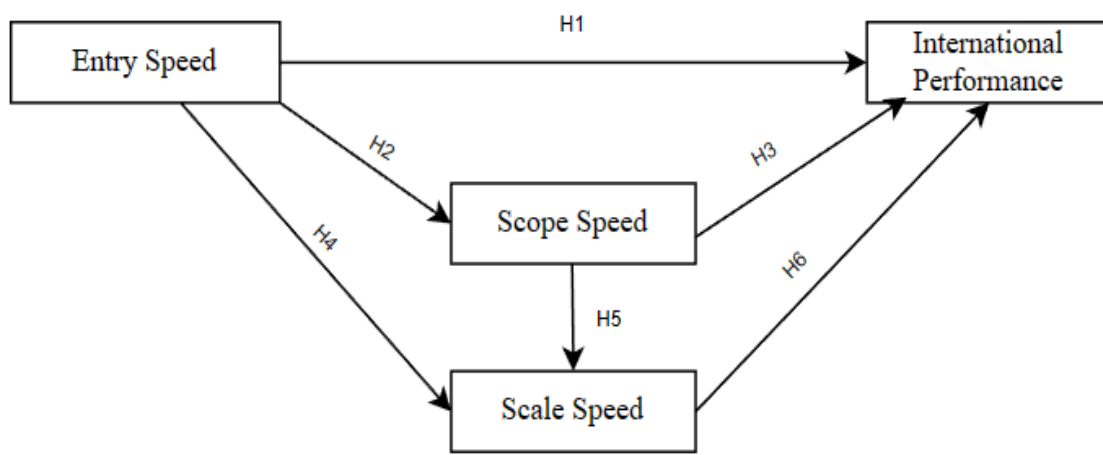 H1
Entry Speed
International
Performance
H2
H3
Scope Speed
H4
H6
H5
Scale Speed